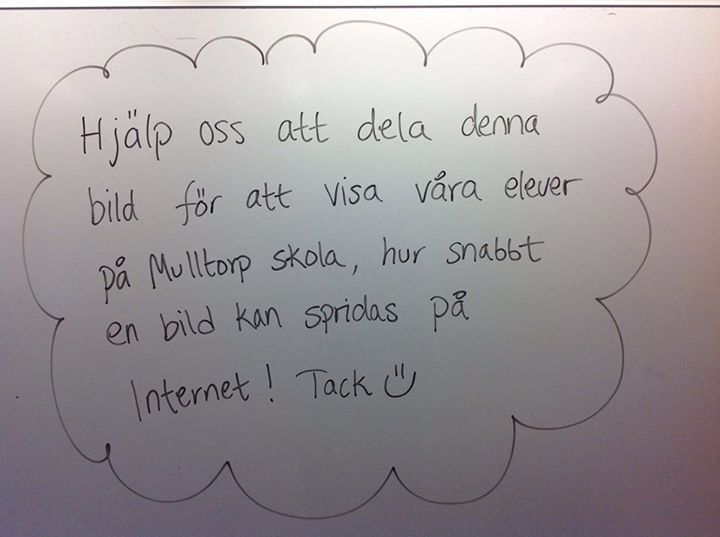 Hjälp oss att dela denna
bild för att visa våra elever
på Mulltorp skola, hur snabbt
en bild kan spridas på
Internet! Tack Ü